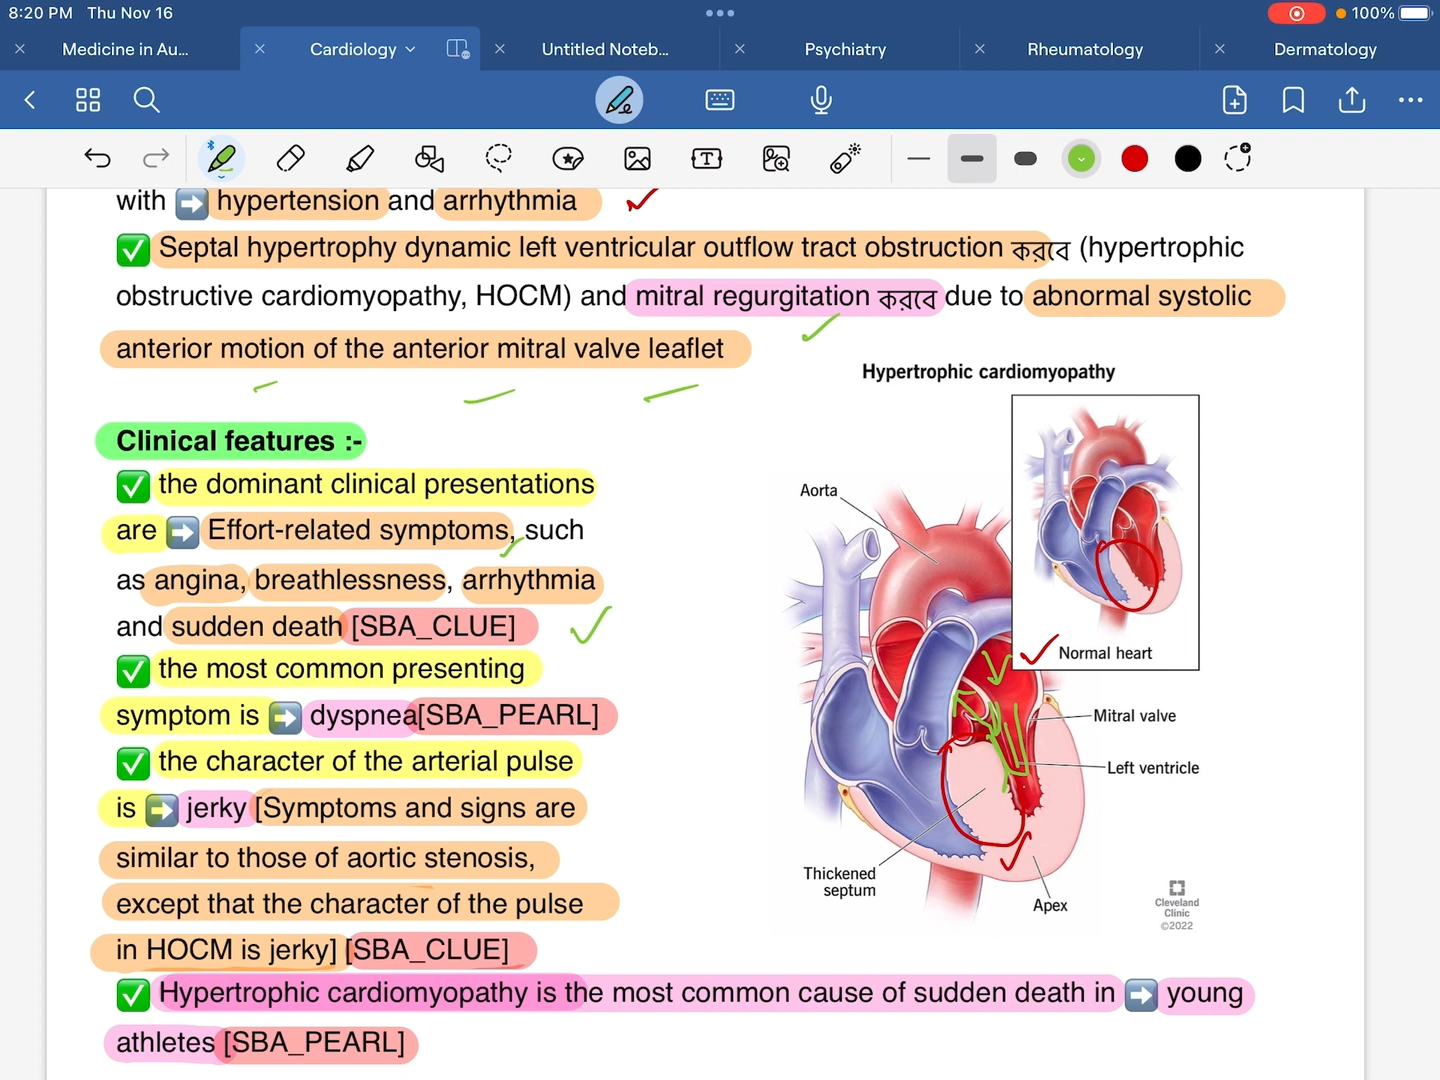 8:20 PM Thu Nov 16
100%
Medicine in Au...
Cardiology
Untitled Noteb...
Psychiatry
Rheumatology
Dermatology
with ➡️ hypertension and arrhythmia
✅ Septal hypertrophy dynamic left ventricular outflow tract obstruction করবে (hypertrophic
obstructive cardiomyopathy, HOCM) and mitral regurgitation করবে due to abnormal systolic
anterior motion of the anterior mitral valve leaflet
Clinical features :-
✅ the dominant clinical presentations
are ➡️ Effort-related symptoms, such
as angina, breathlessness, arrhythmia
and sudden death [SBA_CLUE]
✅ the most common presenting
symptom is ➡️ dyspnea[SBA_PEARL]
✅ the character of the arterial pulse
is ➡️ jerky [Symptoms and signs are
similar to those of aortic stenosis,
except that the character of the pulse
in HOCM is jerky] [SBA_CLUE]
✅ Hypertrophic cardiomyopathy is the most common cause of sudden death in ➡️ young
athletes [SBA_PEARL]
Hypertrophic cardiomyopathy
Aorta
Normal heart
Mitral valve
Left ventricle
Thickened
septum
Apex
Cleveland
Clinic
©2022